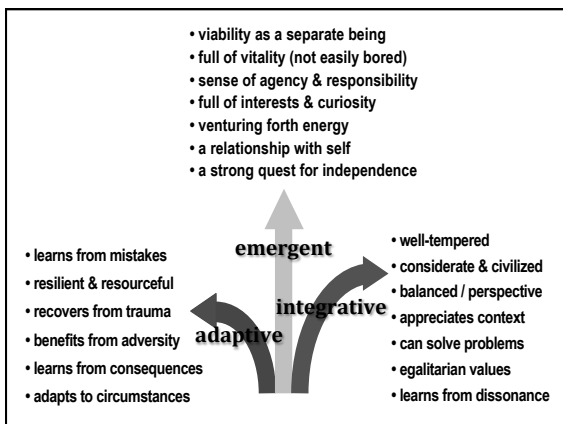 • viability as a separate being
• full of vitality (not easily bored)
• sense of agency & responsibility
• full of interests & curiosity
• venturing forth energy
• a relationship with self
• a strong quest for independence
emergent
• learns from mistakes
• resilient & resourceful
• recovers from trauma
• benefits from adversity
• learns from consequences
• adapts to circumstances
adaptive
integrative
• well-tempered
• considerate & civilized
• balanced / perspective
• appreciates context
• can solve problems
• egalitarian values
• learns from dissonance